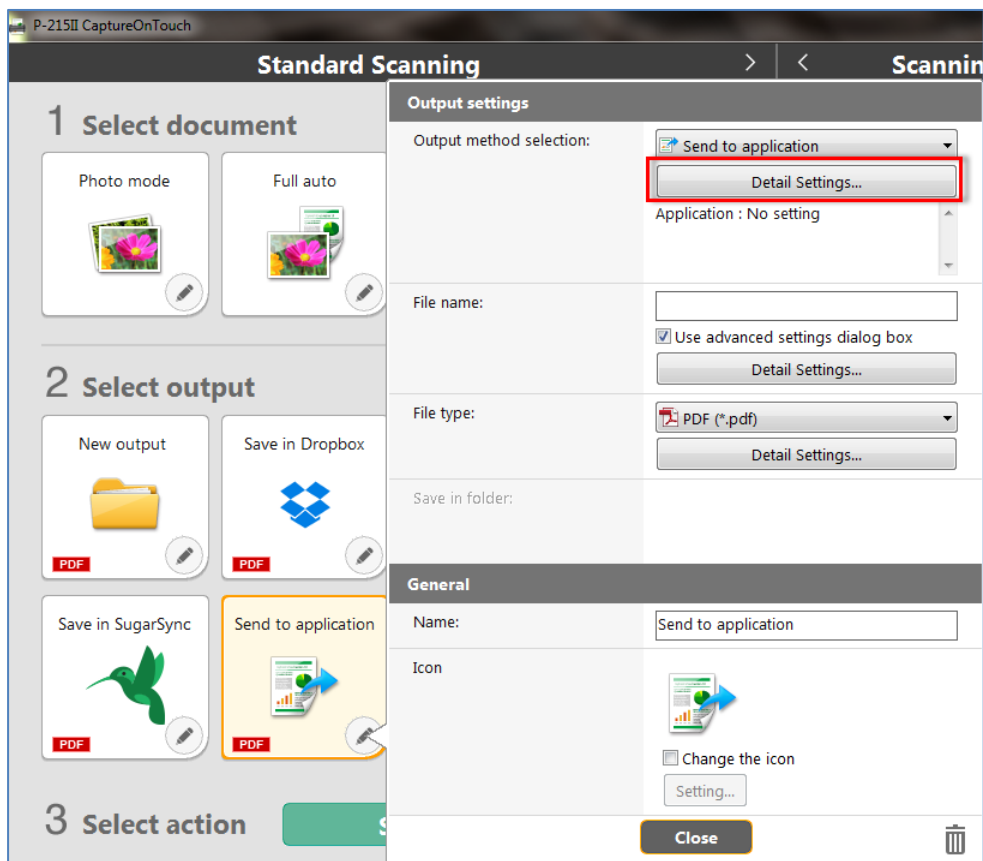 P-215II CaptureOnTouch
Standard Scanning
1 Select document
Photo mode
Full auto
2 Select output
New output
PDF
Save in Dropbox
PDF
Save in SugarSync
PDF
Send to application
PDF
3 Select action
Output settings
Output method selection:
Send to application
Detail Settings...
Application : No setting
File name:
Use advanced settings dialog box
Detail Settings...
File type:
PDF (*.pdf)
Detail Settings...
Save in folder:
General
Name:
Send to application
Icon
Change the icon
Setting...
Close